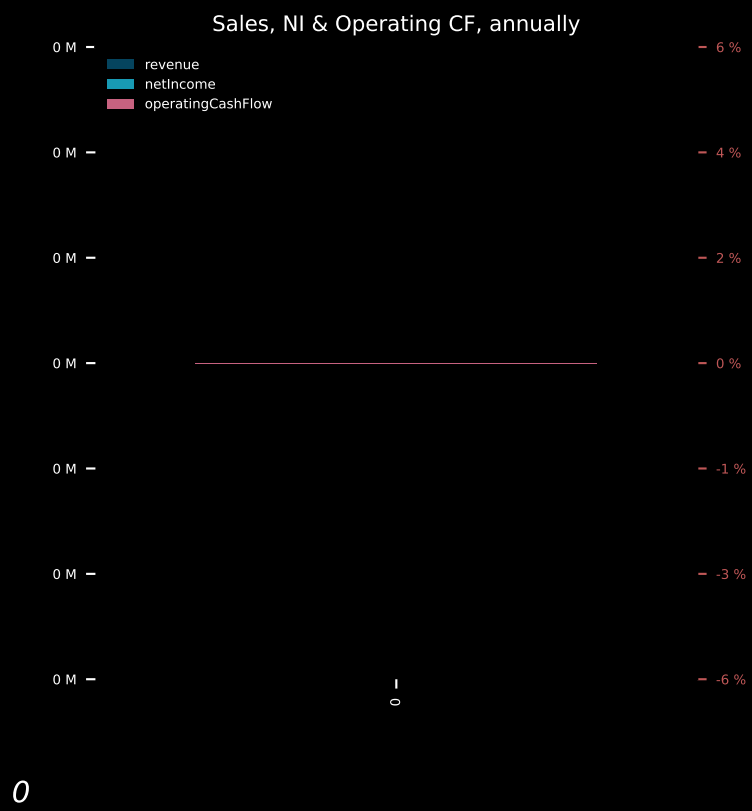 Sales, NI & Operating CF, annually
0 M
6 %
revenue
netIncome
operatingCashFlow
0 M
4 %
0 M
2 %
0 M
0 %
0 M
-1 %
0 M
-3 %
0 M
-6 %
0
0